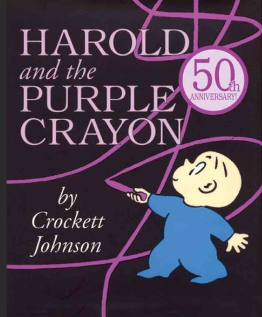 HAROLD
and the
PURPLE
CRAYON
50th
ANNIVERSARY!
by
Crockett
Johnson